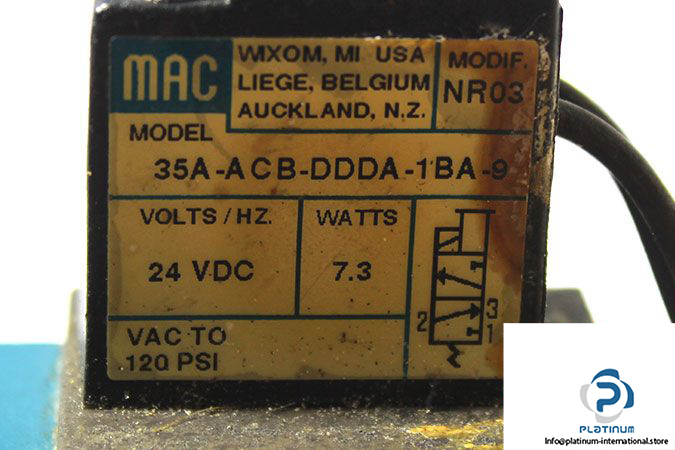 MAC
WIXOM, MI USA
LIEGE, BELGIUM
AUCKLAND, N.Z.
MODIF.
NR03
MODEL
35A-ACB-DDDA-1BA-9
VOLTS/HZ.
24 VDC
WATTS
7.3
VAC TO
120 PSI
2
3
1
P
PLATINUM
Info@platinum-international.store